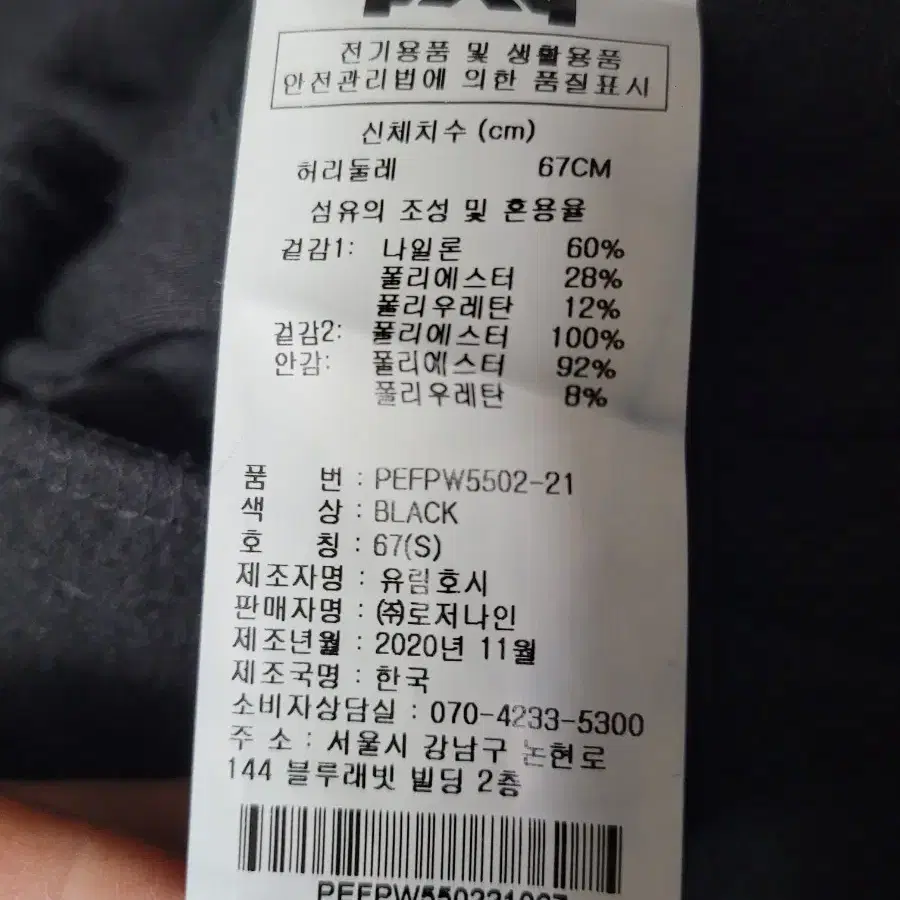 전기용품 및 생활용품
안전관리법에 의한 품질표시
신체치수 (cm)
허리둘레 67CM
섬유의 조성 및 혼용율
겉감1: 나일론 60%
폴리에스터 28%
폴리우레탄 12%
겉감2: 폴리에스터 100%
안감: 폴리에스터 92%
폴리우레탄 8%
품 번 : PEFPW5502-21
색 상 : BLACK
호 칭 : 67(S)
제조자명 : 유림호시
판매자명 : ㈜로저나인
제조년월 : 2020년 11월
제조국명 : 한국
소비자상담실 : 070-4233-5300
주 소 : 서울시 강남구 논현로
144 블루래빗 빌딩 2층